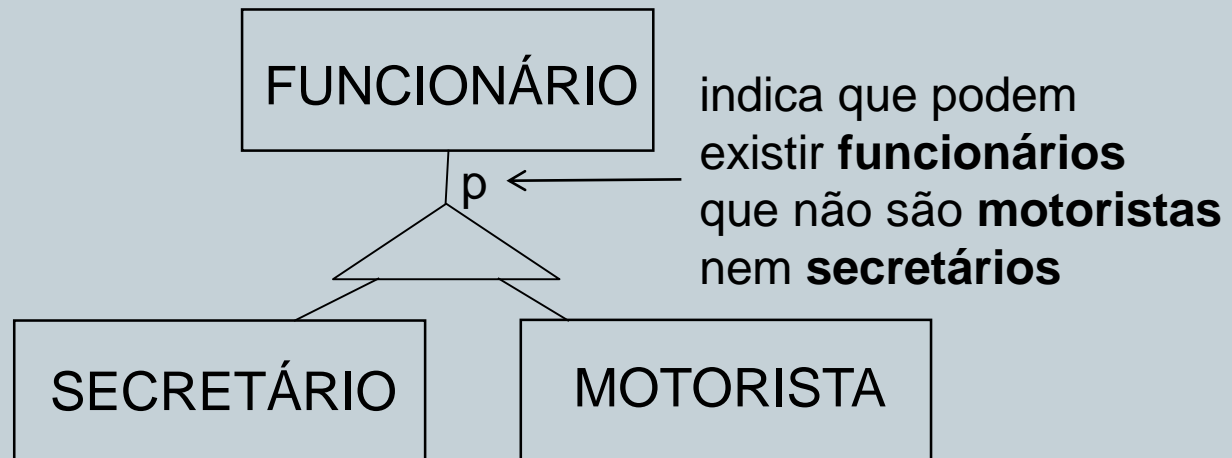 FUNCIONÁRIO
p
indica que podem
existir funcionários
que não são motoristas
nem secretários
SECRETÁRIO
MOTORISTA